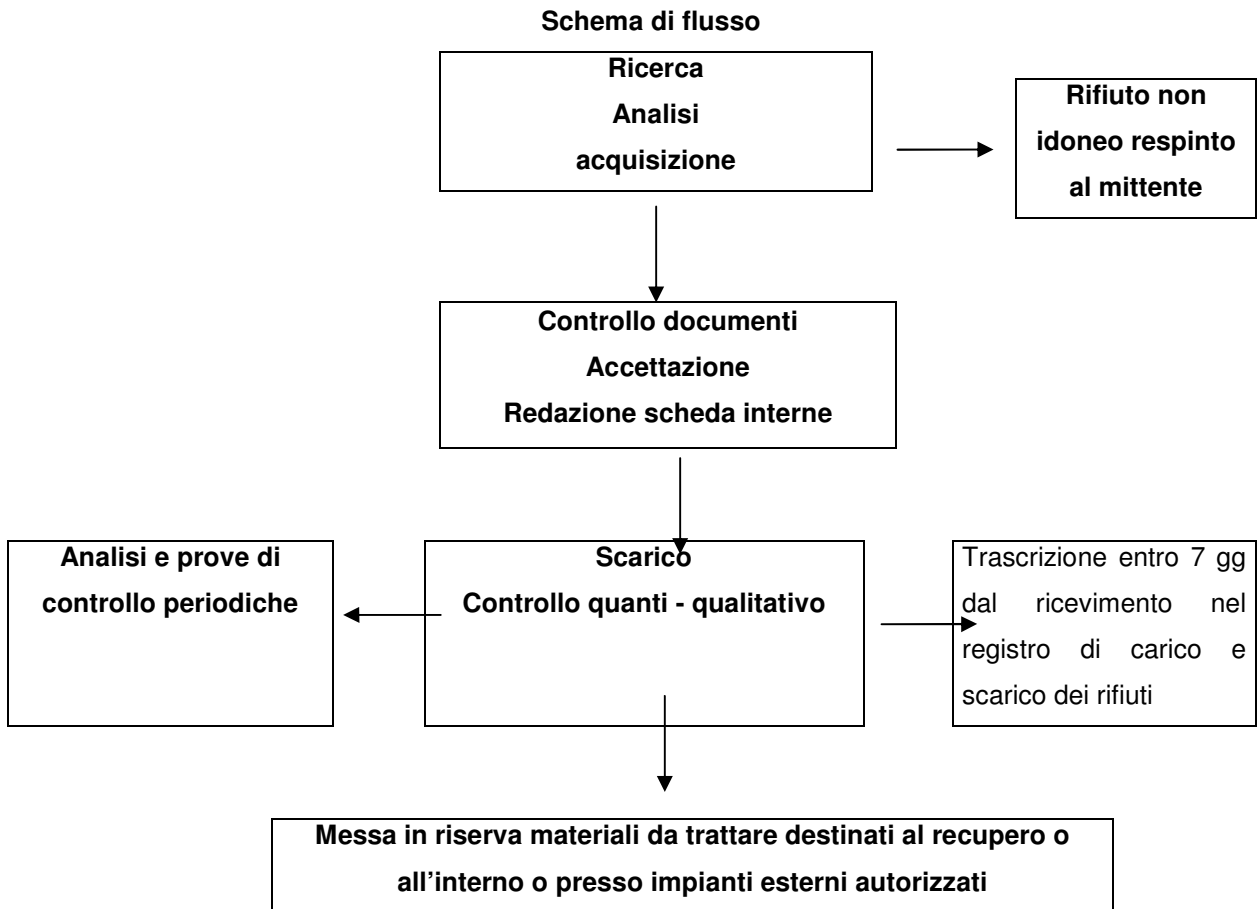 Schema di flusso
Ricerca
Analisi
acquisizione
Rifiuto non
idoneo respinto
al mittente
Controllo documenti
Accettazione
Redazione scheda interne
Analisi e prove di
controllo periodiche
Scarico
Controllo quanti - qualitativo
Trascrizione entro 7 gg
dal ricevimento nel
registro di carico e
scarico dei rifiuti
Messa in riserva materiali da trattare destinati al recupero o
all'interno o presso impianti esterni autorizzati